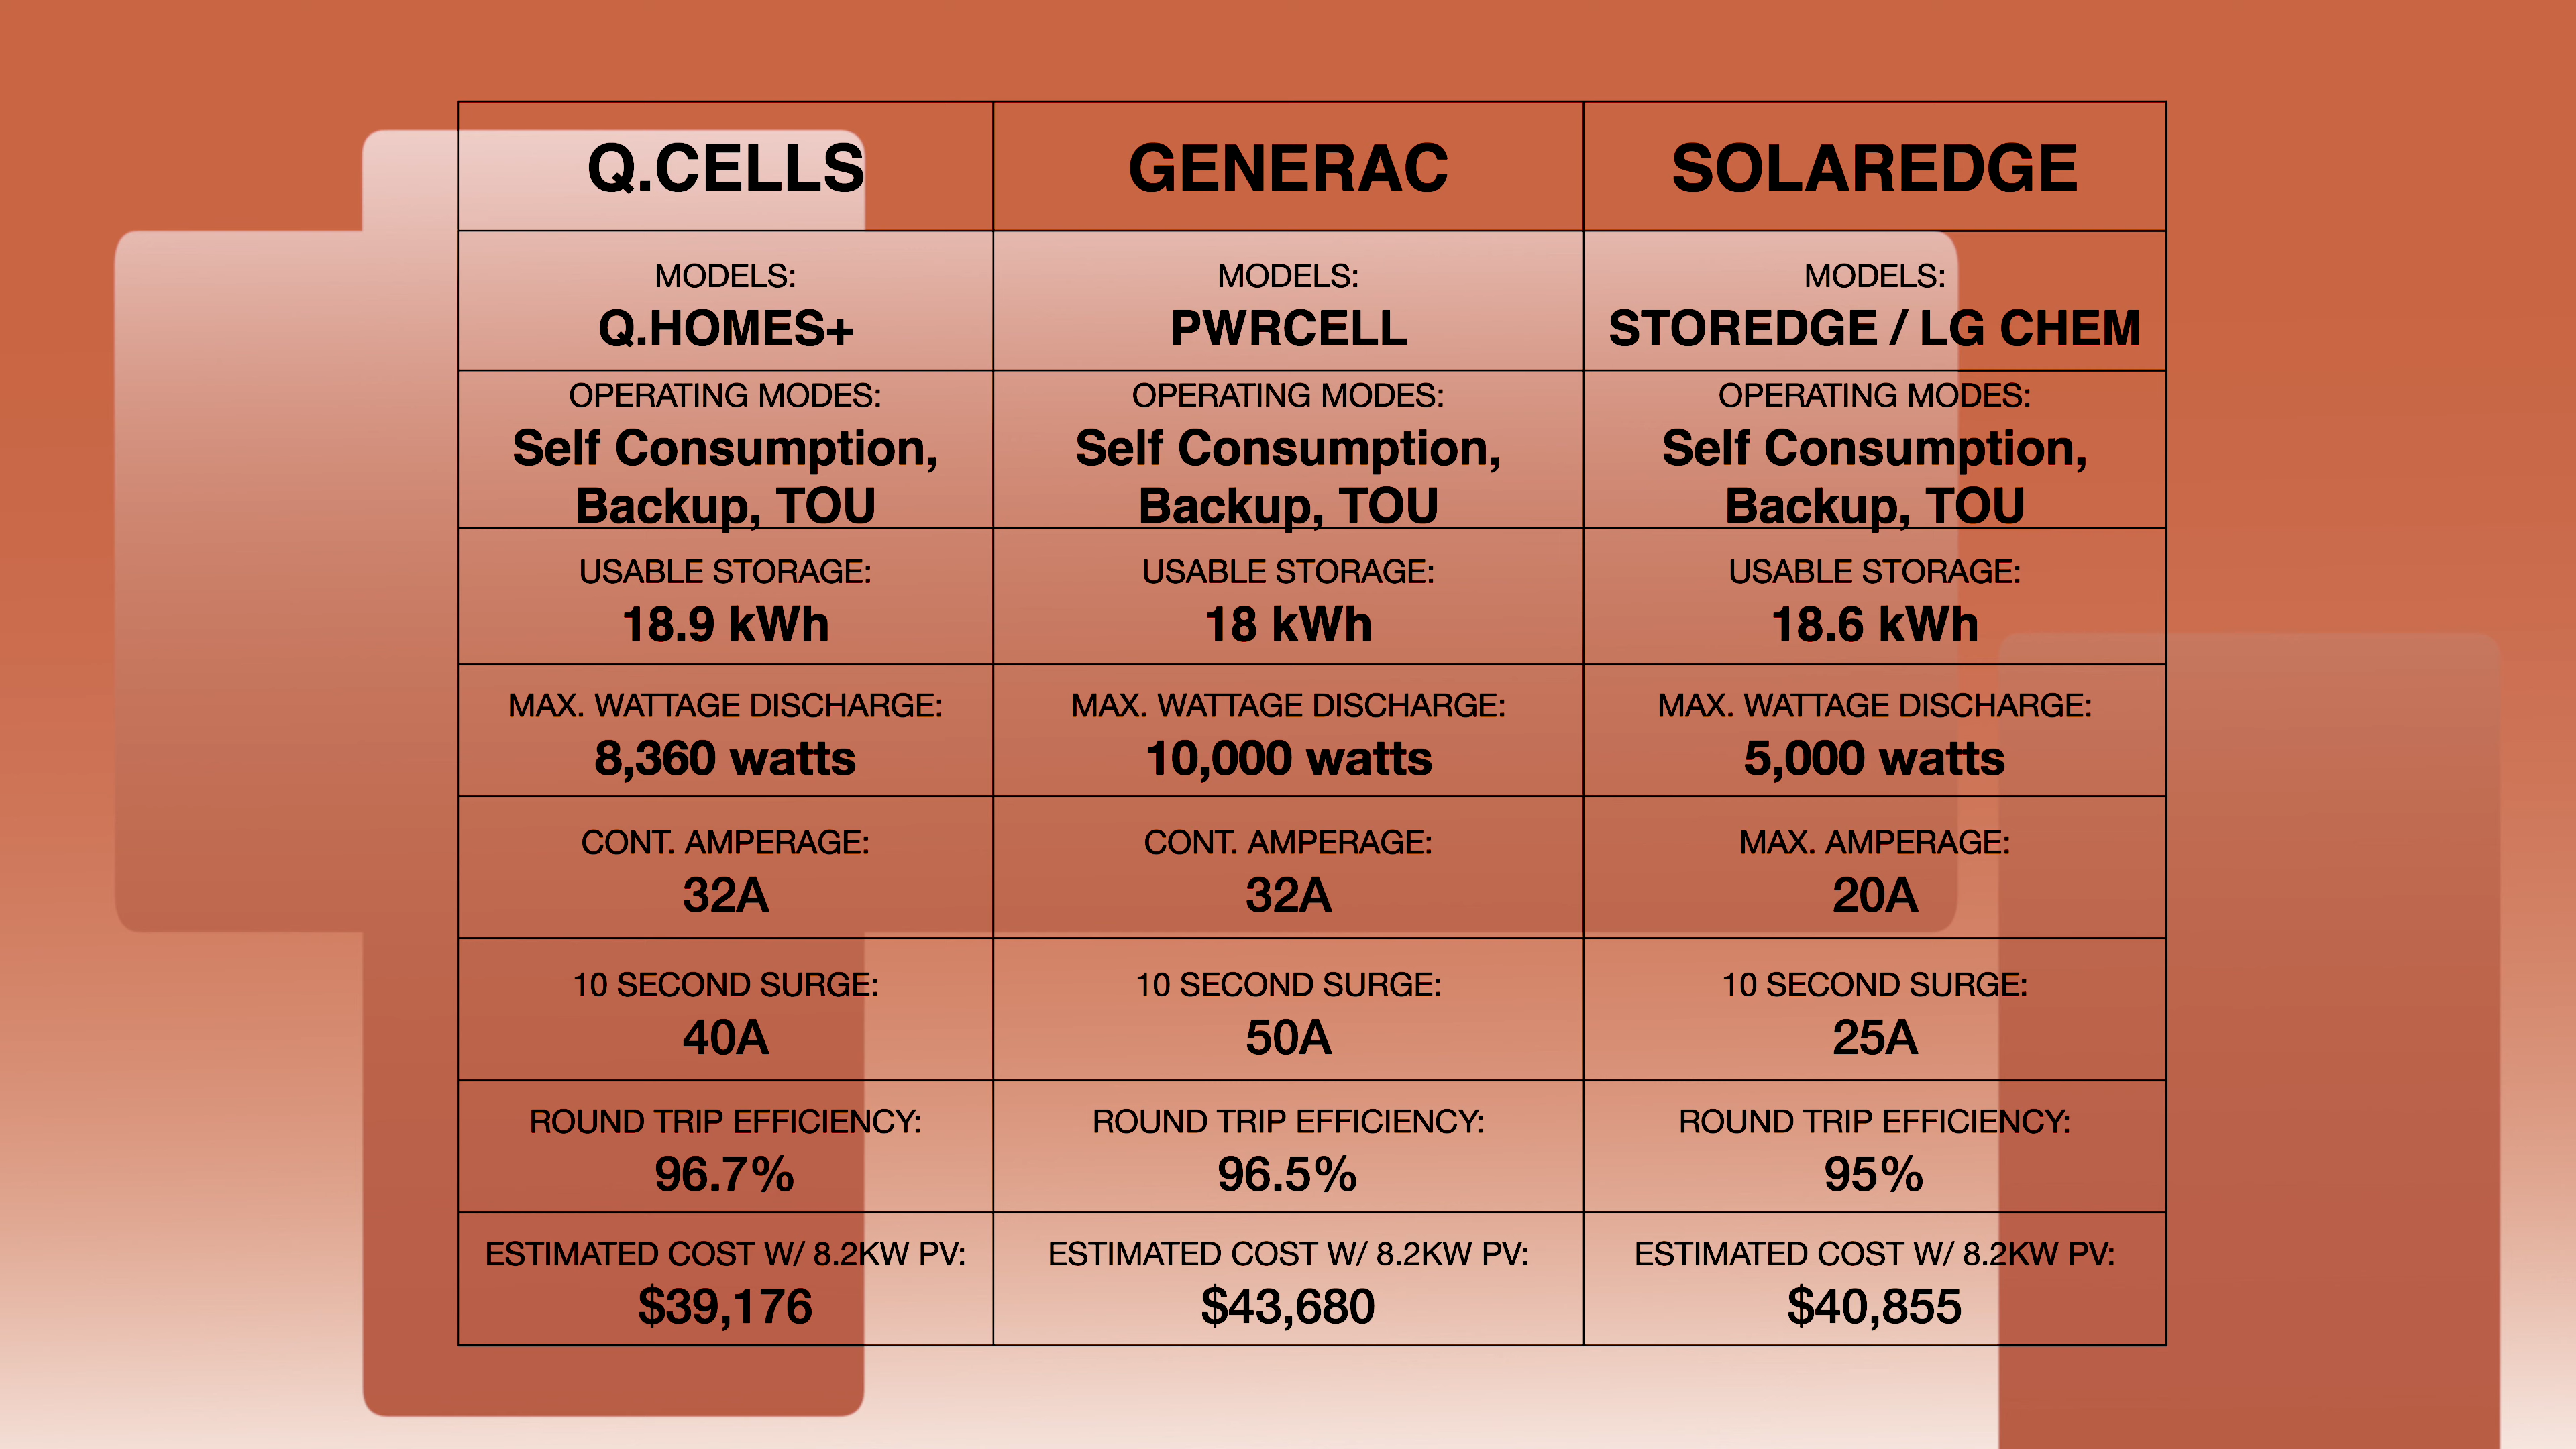 Q.CELLS
GENERAC
SOLAREDGE
MODELS:
Q.HOMES+
MODELS:
PWRCELL
MODELS:
STOREDGE / LG CHEM
OPERATING MODES:
Self Consumption,
Backup, TOU
OPERATING MODES:
Self Consumption,
Backup, TOU
OPERATING MODES:
Self Consumption,
Backup, TOU
USABLE STORAGE:
18.9 kWh
USABLE STORAGE:
18 kWh
USABLE STORAGE:
18.6 kWh
MAX. WATTAGE DISCHARGE:
8,360 watts
MAX. WATTAGE DISCHARGE:
10,000 watts
MAX. WATTAGE DISCHARGE:
5,000 watts
CONT. AMPERAGE:
32A
CONT. AMPERAGE:
32A
MAX. AMPERAGE:
20A
10 SECOND SURGE:
40A
10 SECOND SURGE:
50A
10 SECOND SURGE:
25A
ROUND TRIP EFFICIENCY:
96.7%
ROUND TRIP EFFICIENCY:
96.5%
ROUND TRIP EFFICIENCY:
95%
ESTIMATED COST W/ 8.2KW PV:
$39,176
ESTIMATED COST W/ 8.2KW PV:
$43,680
ESTIMATED COST W/ 8.2KW PV:
$40,855